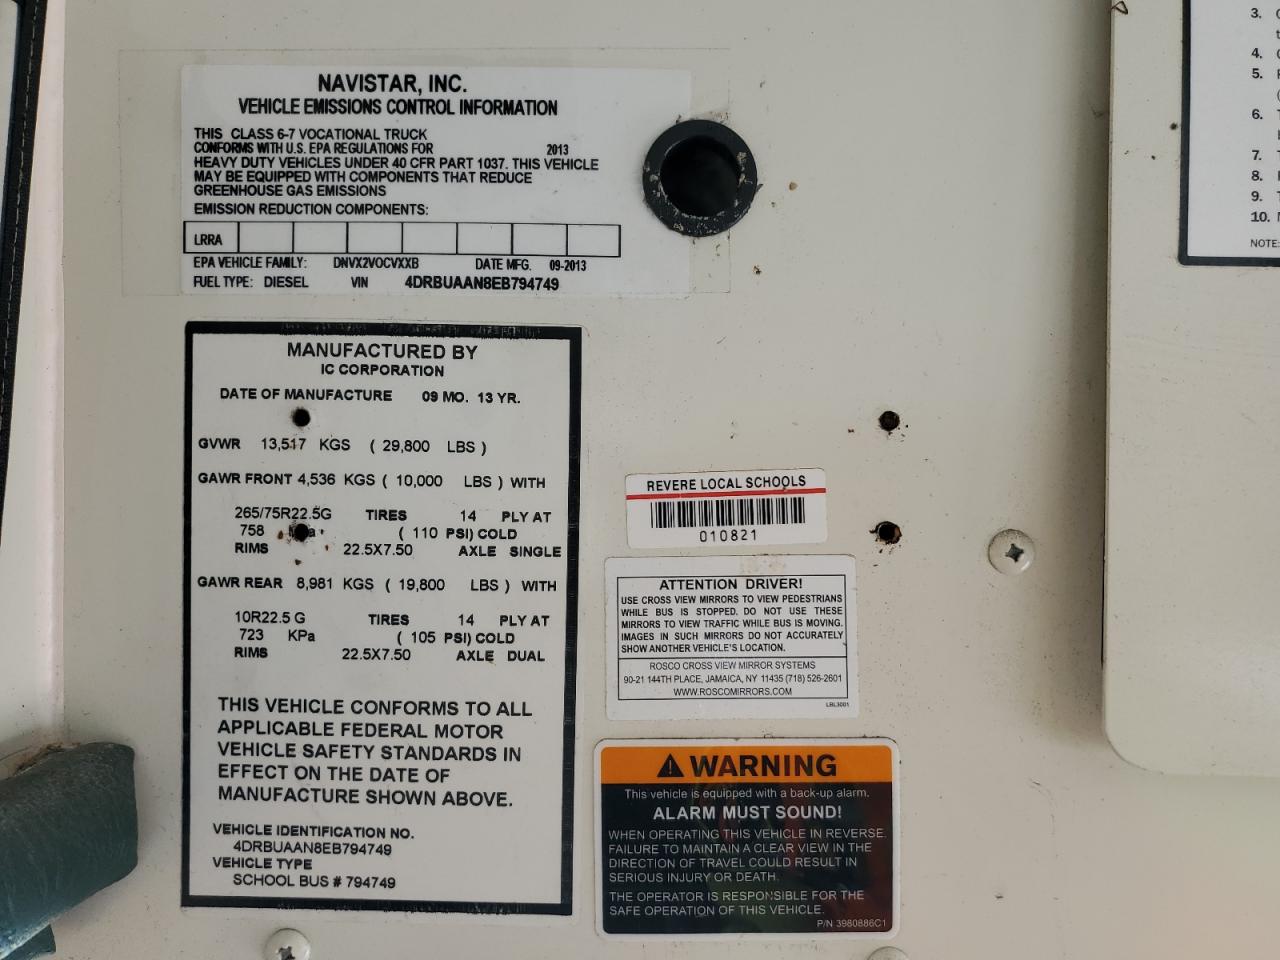 NAVISTAR, INC.
VEHICLE EMISSIONS CONTROL INFORMATION
THIS CLASS 6-7 VOCATIONAL TRUCK
CONFORMS WITH U.S. EPA REGULATIONS FOR 2013
HEAVY DUTY VEHICLES UNDER 40 CFR PART 1037. THIS VEHICLE
MAY BE EQUIPPED WITH COMPONENTS THAT REDUCE
GREENHOUSE GAS EMISSIONS
EMISSION REDUCTION COMPONENTS:
LRRA
EPA VEHICLE FAMILY: DNVX2VOCVXXB DATE MFG. 09-2013
FUEL TYPE: DIESEL VIN 4DRBUAAN8EB794749
MANUFACTURED BY
IC CORPORATION
DATE OF MANUFACTURE 09 MO. 13 YR.
GVWR 13,517 KGS ( 29,800 LBS )
GAWR FRONT 4,536 KGS ( 10,000 LBS ) WITH
265/75R22.5G TIRES 14 PLY AT
758 ( 110 PSI) COLD
RIMS 22.5X7.50 AXLE SINGLE
GAWR REAR 8,981 KGS ( 19,800 LBS ) WITH
10R22.5 G TIRES 14 PLY AT
723 KPa ( 105 PSI) COLD
RIMS 22.5X7.50 AXLE DUAL
THIS VEHICLE CONFORMS TO ALL
APPLICABLE FEDERAL MOTOR
VEHICLE SAFETY STANDARDS IN
EFFECT ON THE DATE OF
MANUFACTURE SHOWN ABOVE.
VEHICLE IDENTIFICATION NO.
4DRBUAAN8EB794749
VEHICLE TYPE
SCHOOL BUS # 794749
REVERE LOCAL SCHOOLS
010821
ATTENTION DRIVER!
USE CROSS VIEW MIRRORS TO VIEW PEDESTRIANS
WHILE BUS IS STOPPED. DO NOT USE THESE
MIRRORS TO VIEW TRAFFIC WHILE BUS IS MOVING.
IMAGES IN SUCH MIRRORS DO NOT ACCURATELY
SHOW ANOTHER VEHICLE'S LOCATION.
ROSCO CROSS VIEW MIRROR SYSTEMS
90-21 144TH PLACE, JAMAICA, NY 11435 (718) 526-2601
WWW.ROSCOMIRRORS.COM
LBL3001
WARNING
This vehicle is equipped with a back-up alarm.
ALARM MUST SOUND!
WHEN OPERATING THIS VEHICLE IN REVERSE.
FAILURE TO MAINTAIN A CLEAR VIEW IN THE
DIRECTION OF TRAVEL COULD RESULT IN
SERIOUS INJURY OR DEATH.
THE OPERATOR IS RESPONSIBLE FOR THE
SAFE OPERATION OF THIS VEHICLE.
P/N 3980886C1
3.
4.
5.
6.
7.
8.
9.
10.
NOTE: